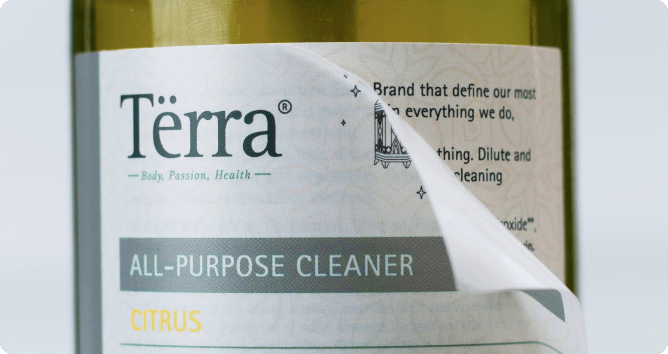 Tërra®
Body, Passion, Health
ALL-PURPOSE CLEANER
CITRUS
Brand that define our most
in everything we do,
thing. Dilute and
cleaning